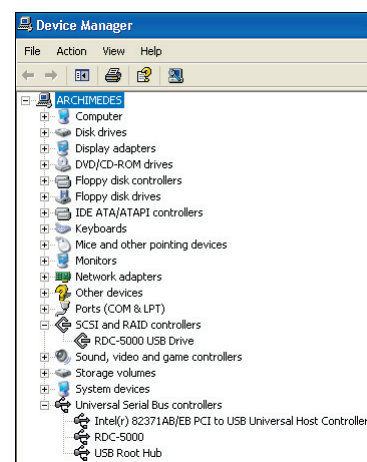 Device Manager
File Action View Help
ARCHIMEDES
Computer
Disk drives
Display adapters
DVD/CD-ROM drives
Floppy disk controllers
Floppy disk drives
IDE ATA/ATAPI controllers
Keyboards
Mice and other pointing devices
Monitors
Network adapters
Other devices
Ports (COM & LPT)
SCSI and RAID controllers
RDC-5000 USB Drive
Sound, video and game controllers
Storage volumes
System devices
Universal Serial Bus controllers
Intel(r) 82371AB/EB PCI to USB Universal Host Controller
RDC-5000
USB Root Hub